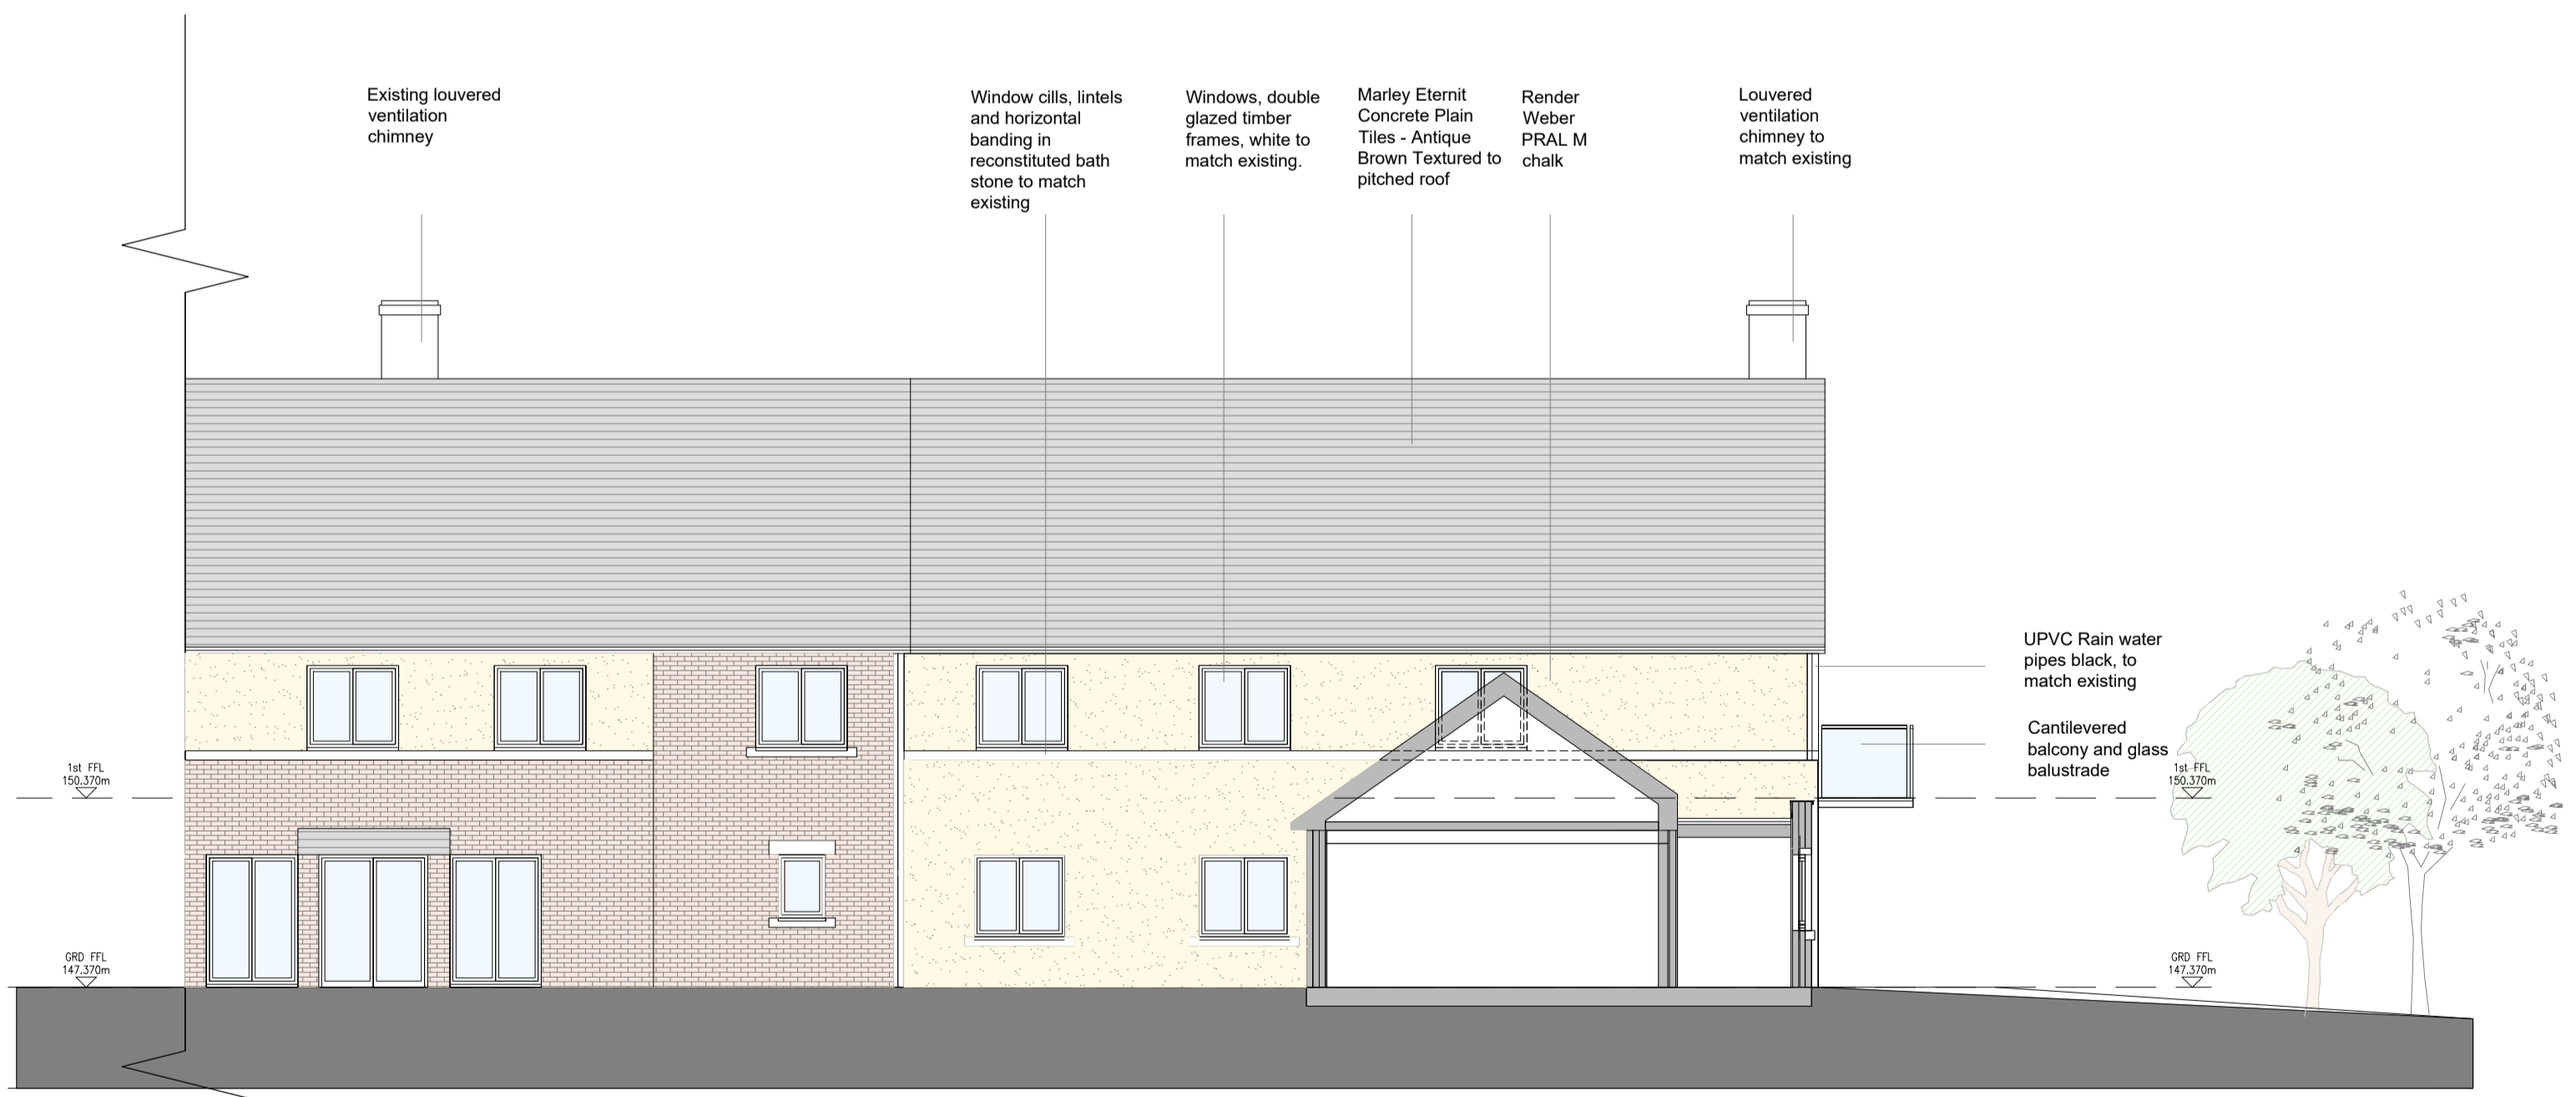 Existing louvered
ventilation
chimney
Window cills, lintels
and horizontal
banding in
reconstituted bath
stone to match
existing
Windows, double
glazed timber
frames, white to
match existing.
Marley Eternit
Concrete Plain
Tiles - Antique
Brown Textured to
pitched roof
Render
Weber
PRAL M
chalk
Louvered
ventilation
chimney to
match existing
UPVC Rain water
pipes black, to
match existing
Cantilevered
balcony and glass
balustrade
1st FFL
150.370m
1st FFL
150.370m
GRD FFL
147.370m
GRD FFL
147.370m